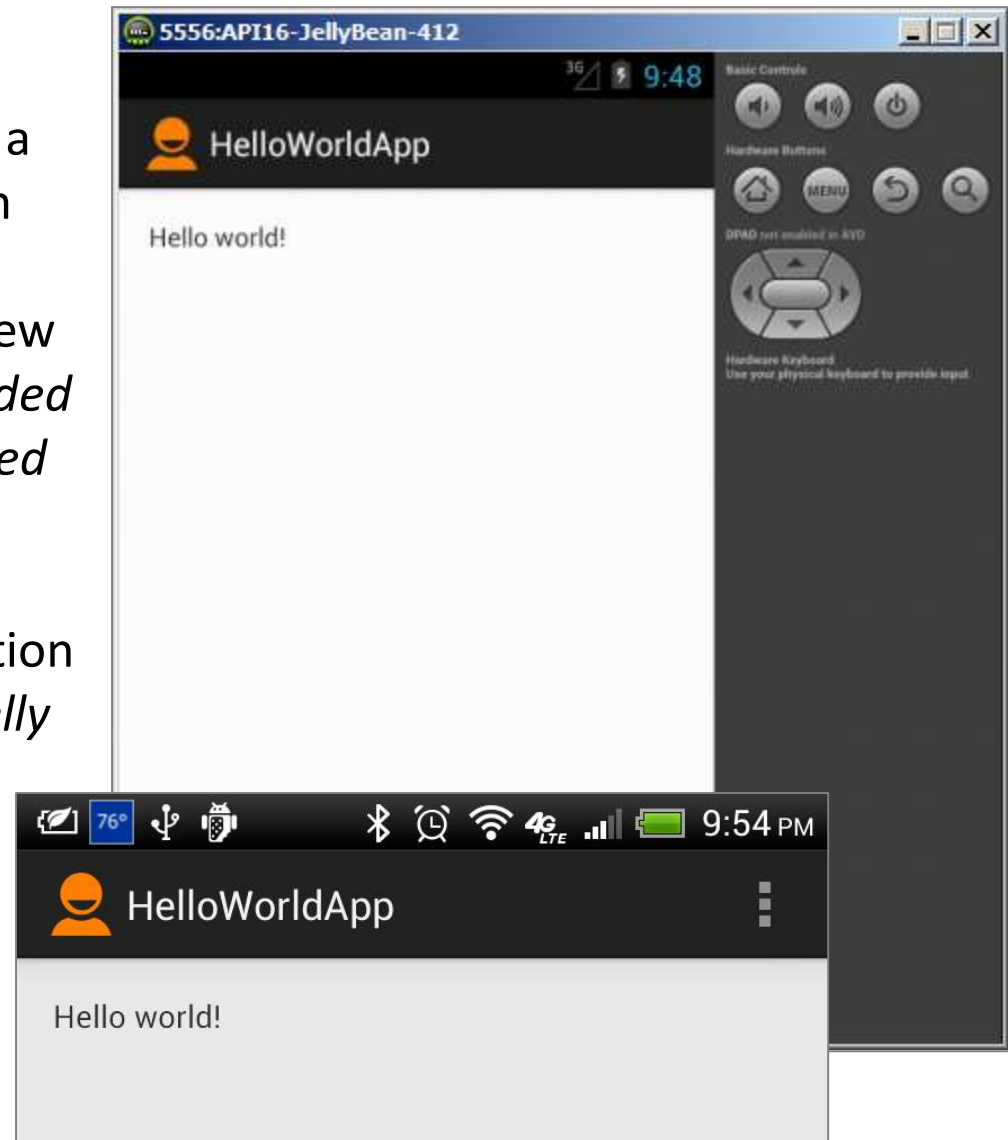 a
n
ew
ded
ed
tion
lly
5556:API16-JellyBean-412
3G 9:48
HelloWorldApp
Hello world!
Basic Controls
Hardware Buttons
MENU
DPAD not enabled in AVD
Hardware Keyboard
Use your physical keyboard to provide input
76° 4G LTE 9:54 PM
HelloWorldApp
Hello world!